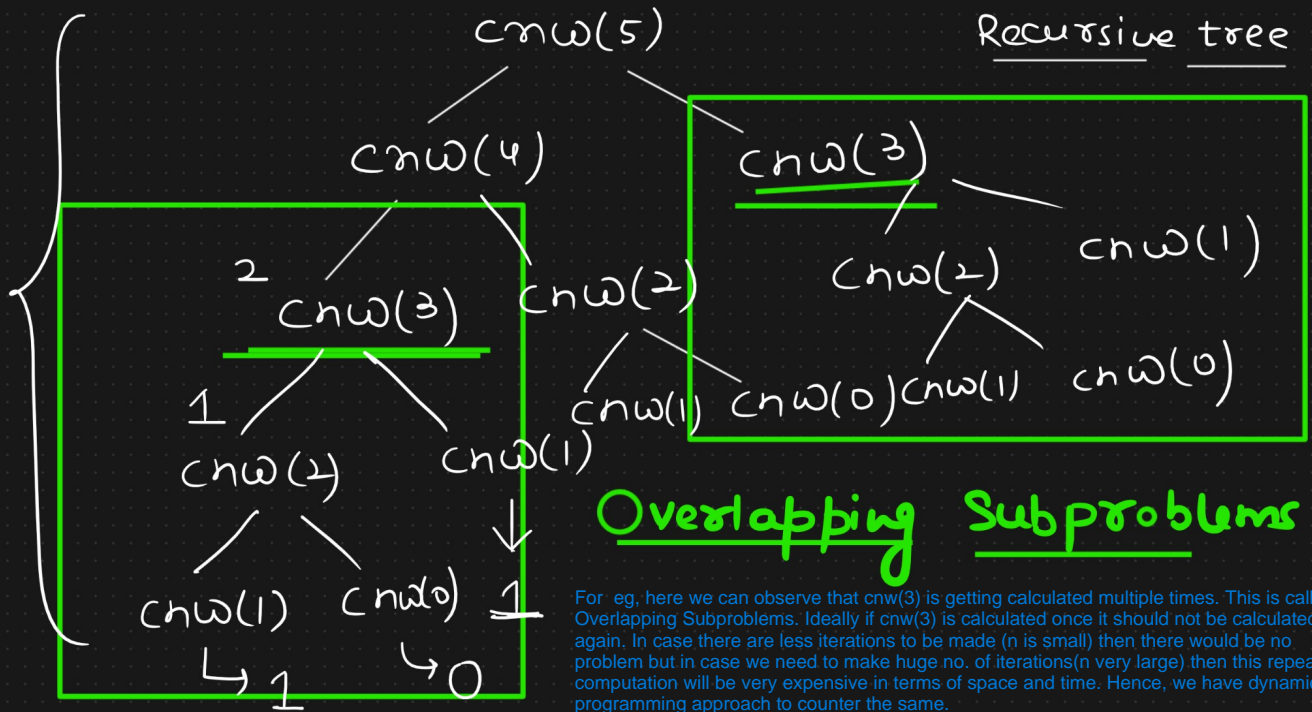 cnw(5)
Recursive tree
cnw(4)
cnw(3)
2
cnw(3)
cnw(2)
cnw(2)
cnw(1)
1
cnw(2)
cnw(1)
cnw(1)
cnw(0)
cnw(1)
cnw(0)
cnw(1)
cnw(0)
1
1
0
Overlapping Subproblems
For eg, here we can observe that cnw(3) is getting calculated multiple times. This is call
Overlapping Subproblems. Ideally if cnw(3) is calculated once it should not be calculated
again. In case there are less iterations to be made (n is small) then there would be no
problem but in case we need to make huge no. of iterations(n very large) then this repea
computation will be very expensive in terms of space and time. Hence, we have dynami
programming approach to counter the same.